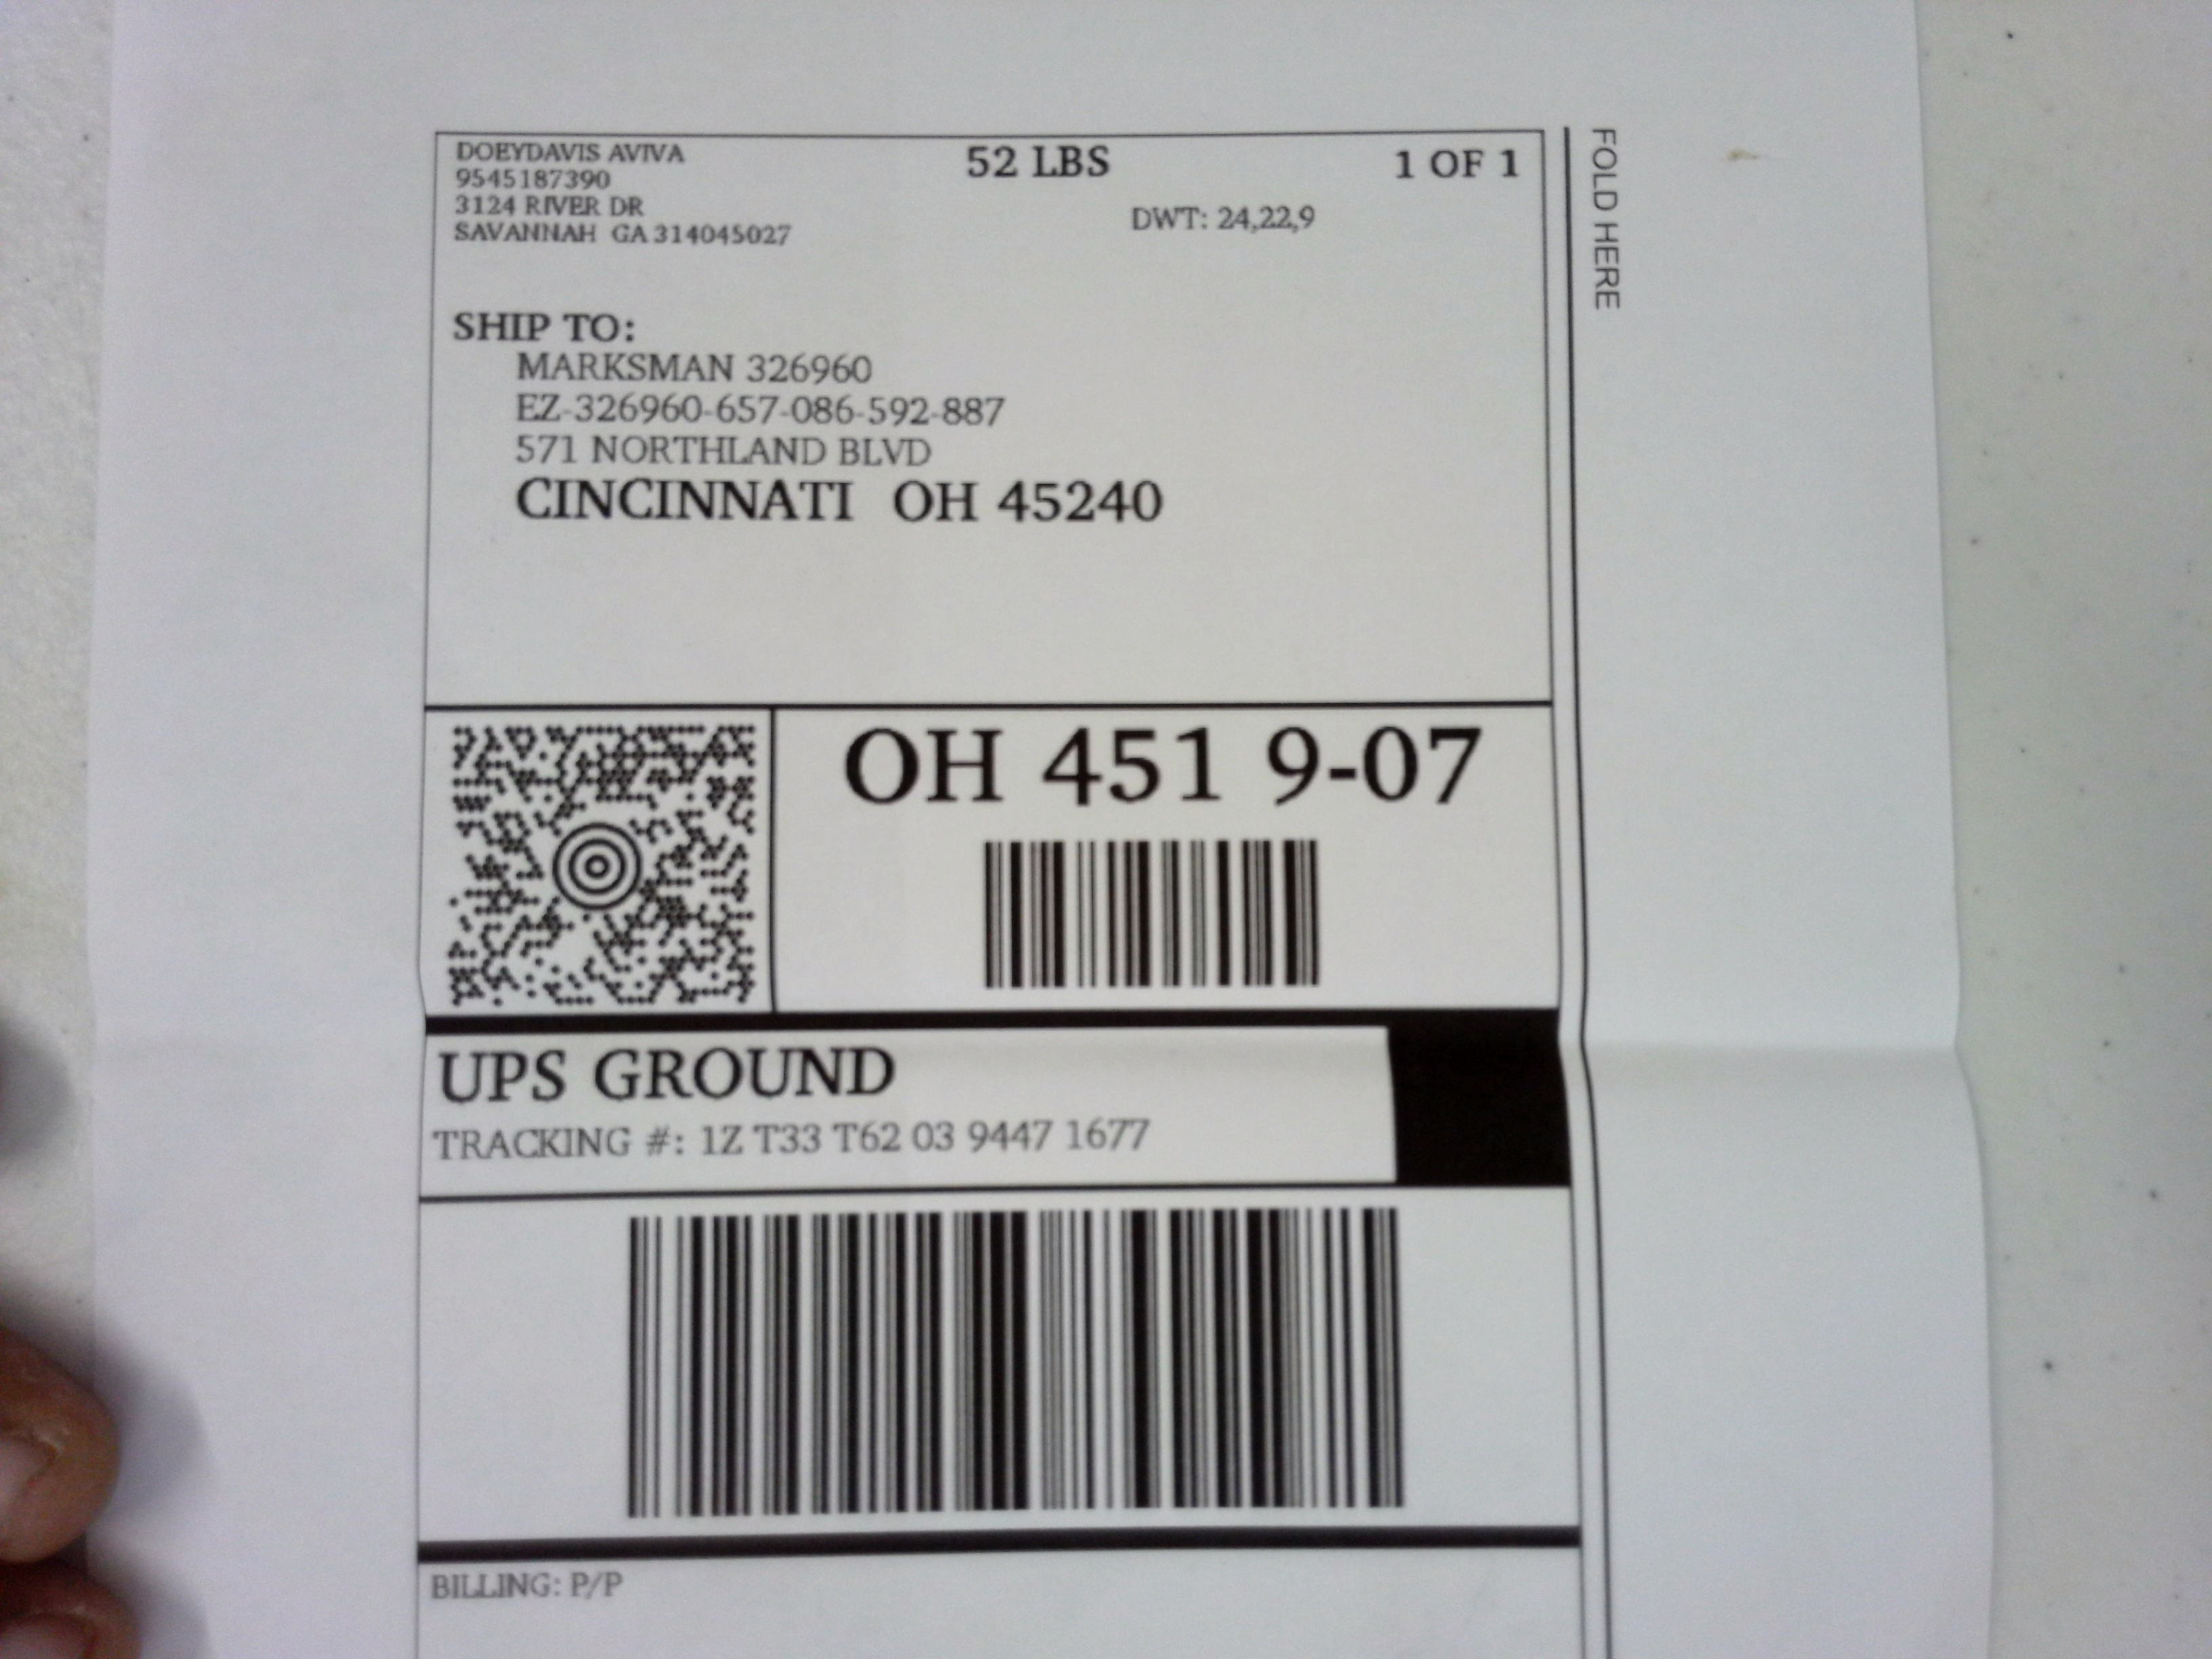 DOEYDAVIS AVIVA
9545187390
3124 RIVER DR
SAVANNAH GA 314045027
52 LBS
1 OF 1
DWT: 24,22,9
SHIP TO:
MARKSMAN 326960
EZ-326960-657-086-592-887
571 NORTHLAND BLVD
CINCINNATI OH 45240
OH 451 9-07
UPS GROUND
TRACKING #: 1Z T33 T62 03 9447 1677
BILLING: P/P
FOLD HERE